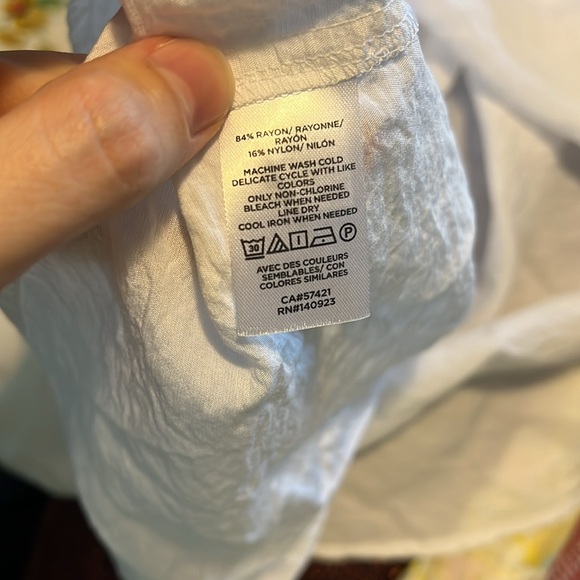 84% RAYON/ RAYONNE/
RAYÓN
16% NYLON/ NILÓN
MACHINE WASH COLD
DELICATE CYCLE WITH LIKE
COLORS
ONLY NON-CHLORINE
BLEACH WHEN NEEDED
LINE DRY
COOL IRON WHEN NEEDED
30 P
AVEC DES COULEURS
SEMBLABLES/ CON
COLORES SIMILARES
CA#57421
RN#140923